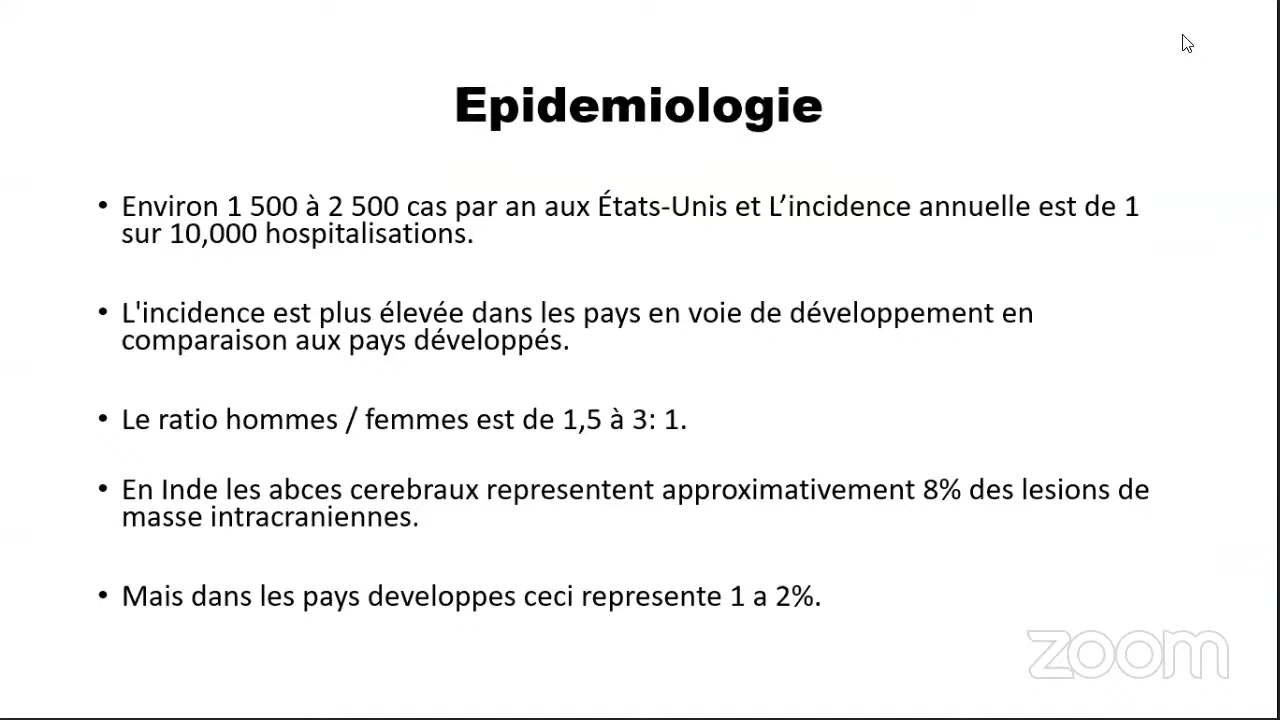 Epidemiologie
• Environ 1 500 à 2 500 cas par an aux États-Unis et L’incidence annuelle est de 1
sur 10,000 hospitalisations.
• L'incidence est plus élevée dans les pays en voie de développement en
comparaison aux pays développés.
• Le ratio hommes / femmes est de 1,5 à 3: 1.
• En Inde les abces cerebraux representent approximativement 8% des lesions de
masse intracraniennes.
• Mais dans les pays developpes ceci represente 1 a 2%.
zoom